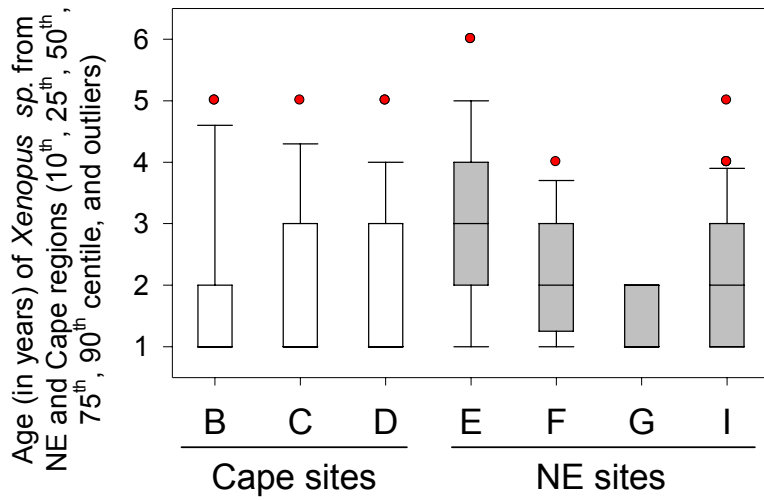 Age (in years) of Xenopus sp. from
NE and Cape regions (10th, 25th, 50th,
75th, 90th centile, and outliers)
6
5
4
3
2
1
B C D E F G I
Cape sites NE sites